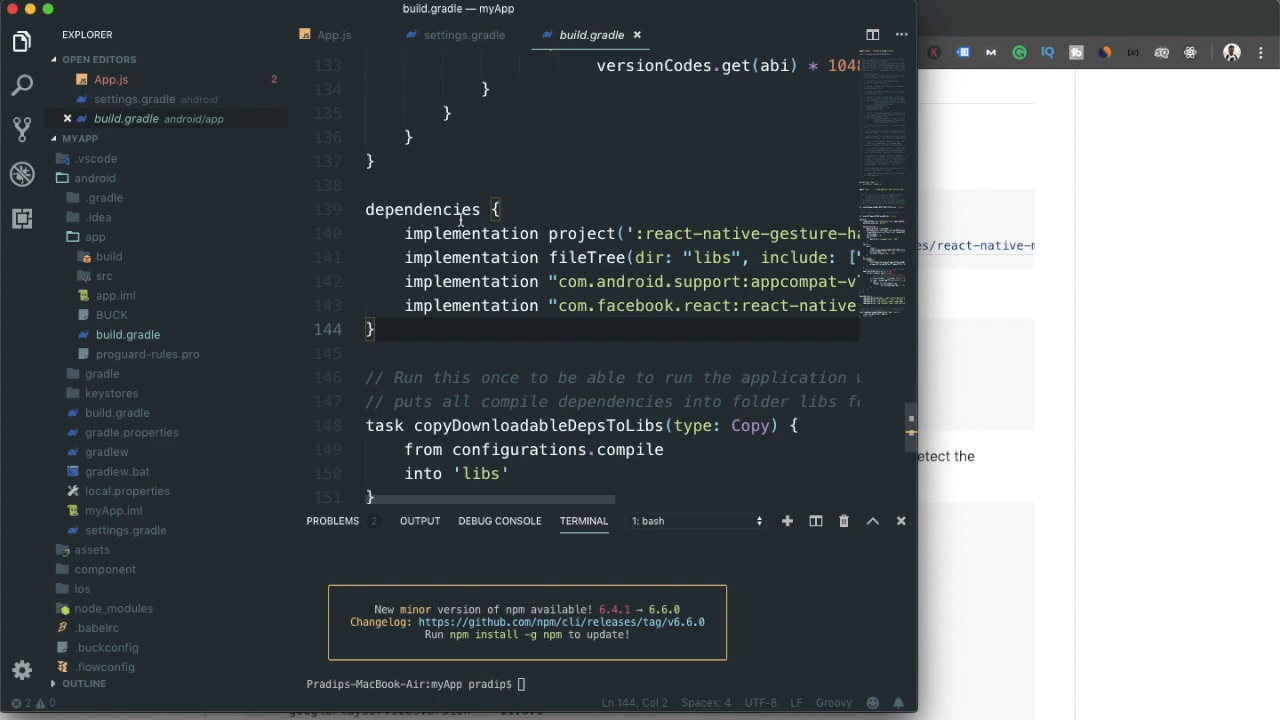 build.gradle — myApp
EXPLORER
OPEN EDITORS
App.js 2
settings.gradle android
build.gradle android/app
MYAPP
.vscode
android
.gradle
.idea
app
build
src
app.iml
BUCK
build.gradle
proguard-rules.pro
gradle
keystores
build.gradle
gradle.properties
gradlew
gradlew.bat
local.properties
myApp.iml
settings.gradle
assets
component
ios
node_modules
.babelrc
.buckconfig
.flowconfig
OUTLINE
App.js settings.gradle build.gradle
133 versionCodes.get(abi) * 1048
134 }
135 }
136 }
137 }
138
139 dependencies {
140 implementation project(':react-native-gesture-ha
141 implementation fileTree(dir: "libs", include: ["
142 implementation "com.android.support:appcompat-v7
143 implementation "com.facebook.react:react-native
144 }
145
146 // Run this once to be able to run the application w
147 // puts all compile dependencies into folder libs fo
148 task copyDownloadableDepsToLibs(type: Copy) {
149 from configurations.compile
150 into 'libs'
151 }
PROBLEMS 2 OUTPUT DEBUG CONSOLE TERMINAL 1: bash
New minor version of npm available! 6.4.1 → 6.6.0
Changelog: https://github.com/npm/cli/releases/tag/v6.6.0
Run npm install -g npm to update!
Pradips-MacBook-Air:myApp pradip$
2 0 Ln 144, Col 2 Spaces: 4 UTF-8 LF Groovy
es/react-native-m
etect the